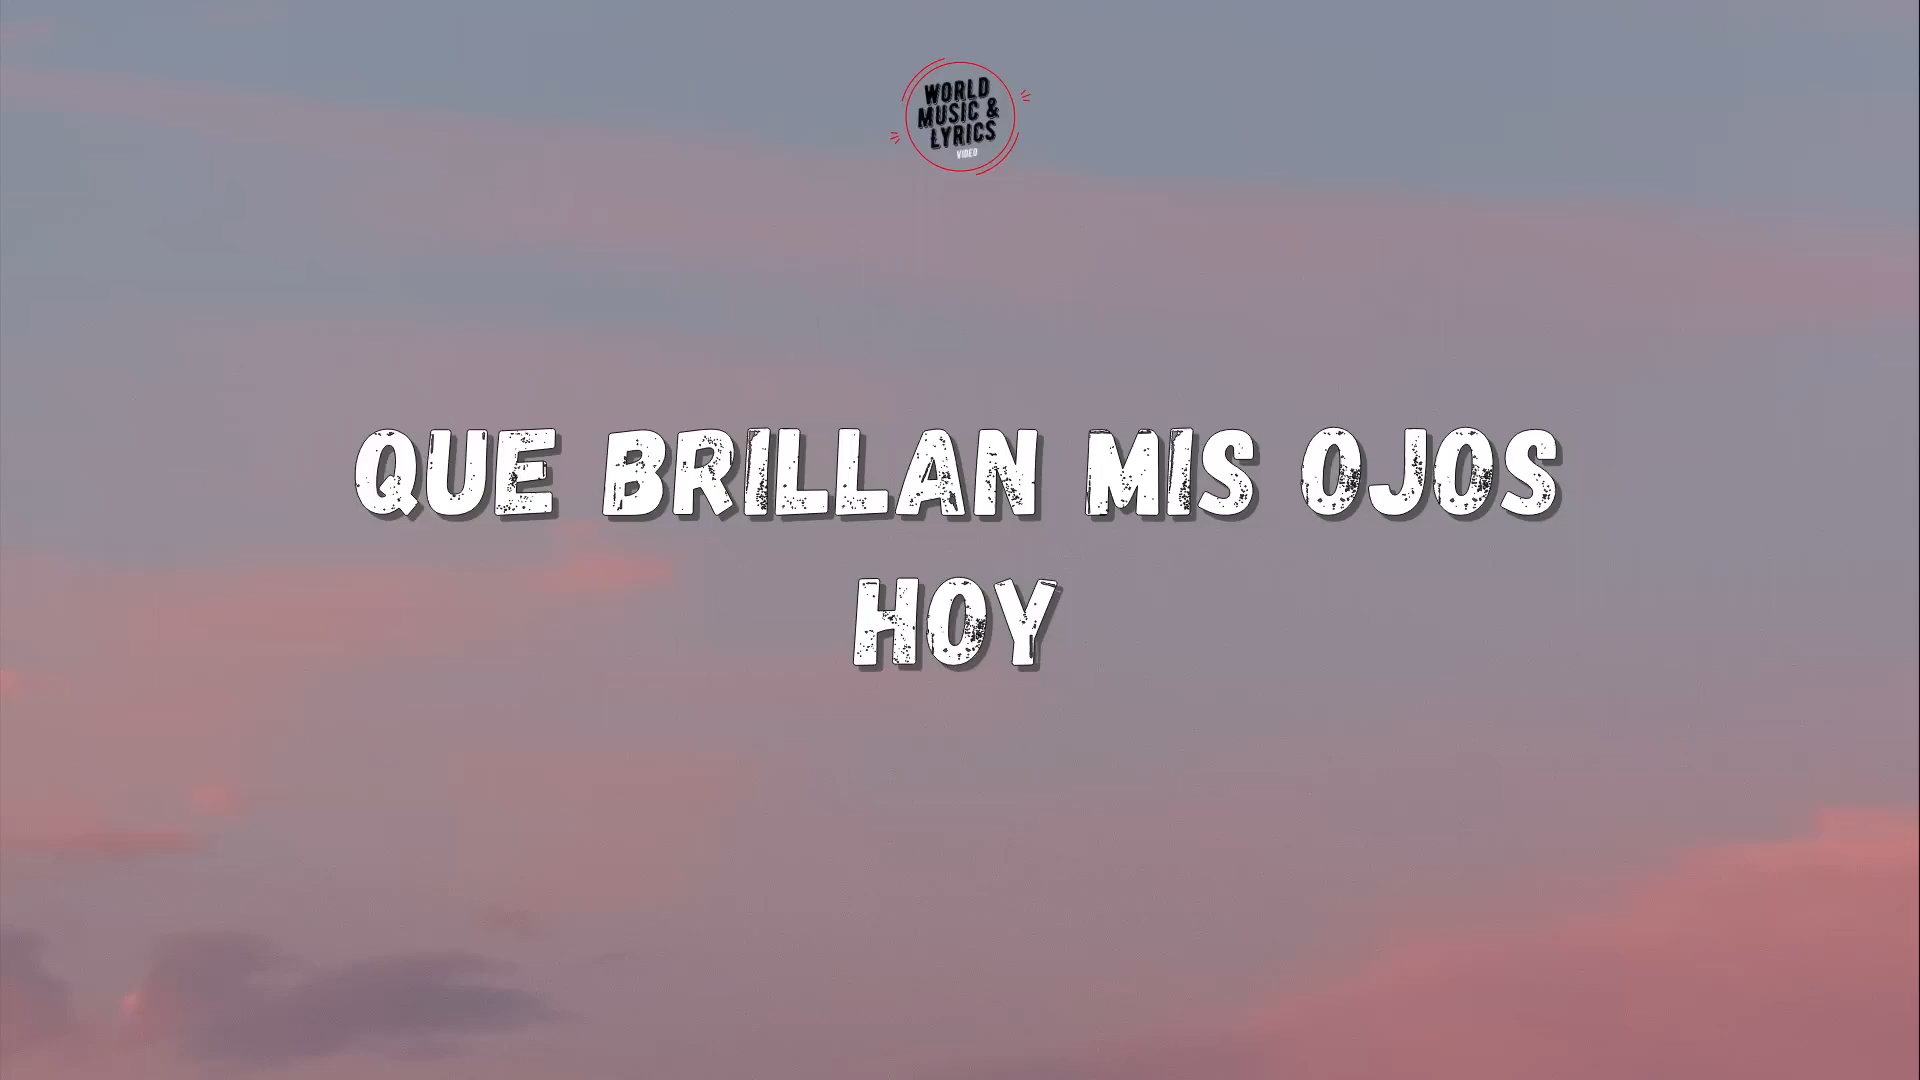 WORLD
MUSIC &
LYRICS
VIDEO
QUE BRILLAN MIS OJOS
HOY